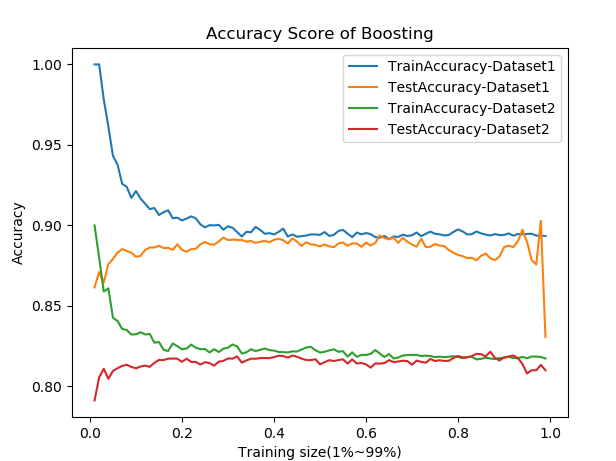 Accuracy Score of Boosting
TrainAccuracy-Dataset1
TestAccuracy-Dataset1
TrainAccuracy-Dataset2
TestAccuracy-Dataset2
Accuracy
1.00
0.95
0.90
0.85
0.80
0.0 0.2 0.4 0.6 0.8 1.0
Training size(1%~99%)